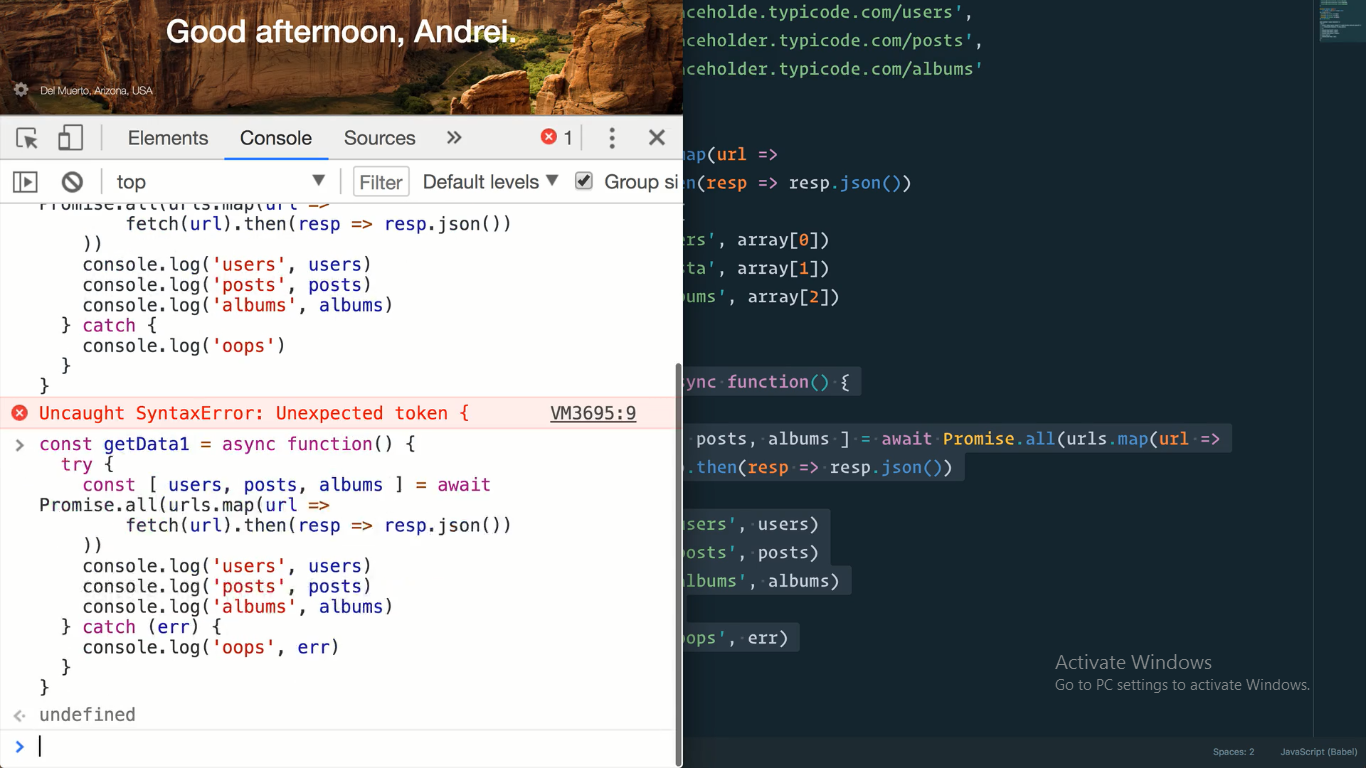 Good afternoon, Andrei.
Del Muerto, Arizona, USA
Elements Console Sources 1
top Filter Default levels Group si
Promise.all(urls.map(url =>
fetch(url).then(resp => resp.json())
))
console.log('users', users)
console.log('posts', posts)
console.log('albums', albums)
} catch {
console.log('oops')
}
}
Uncaught SyntaxError: Unexpected token { VM3695:9
> const getData1 = async function() {
try {
const [ users, posts, albums ] = await
Promise.all(urls.map(url =>
fetch(url).then(resp => resp.json())
))
console.log('users', users)
console.log('posts', posts)
console.log('albums', albums)
} catch (err) {
console.log('oops', err)
}
}
undefined
>
aceholde.typicode.com/users',
aceholder.typicode.com/posts',
aceholder.typicode.com/albums'
ap(url =>
n(resp => resp.json())
rs', array[0])
ta', array[1])
ums', array[2])
ync function() {
posts, albums ] = await Promise.all(urls.map(url =>
.then(resp => resp.json())
users', users)
posts', posts)
lbums', albums)
oops', err)
Activate Windows
Go to PC settings to activate Windows.
Spaces: 2 JavaScript (Babel)